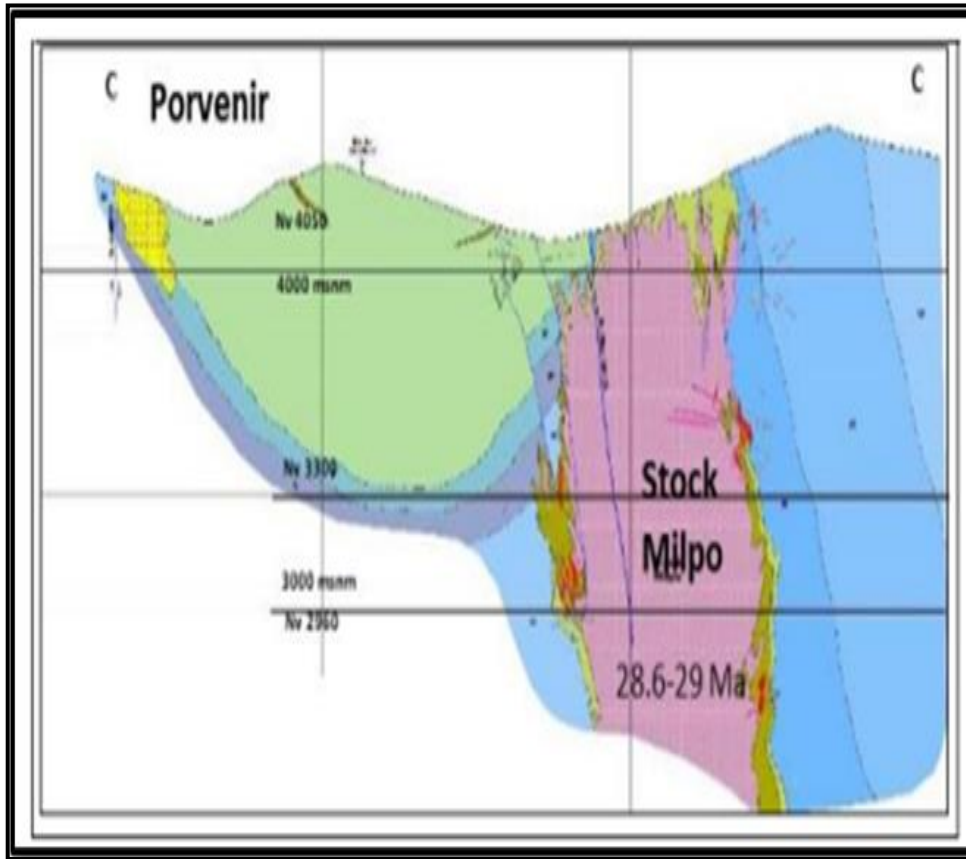 C
C
Porvenir
Nv 4050
4000 msnm
Nv 3300
Stock
Milpo
3000 msnm
Nv 2960
28.6-29 Ma